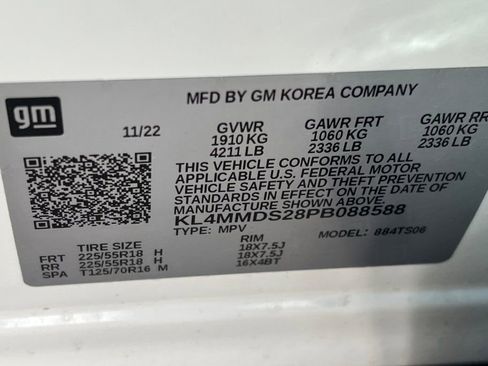 gm
MFD BY GM KOREA COMPANY
11/22 GVWR GAWR FRT GAWR RR
1910 KG 1060 KG 1060 KG
4211 LB 2336 LB 2336 LB
THIS VEHICLE CONFORMS TO ALL
APPLICABLE U.S. FEDERAL MOTOR
VEHICLE SAFETY AND THEFT PREVENTION
STANDARDS IN EFFECT ON THE DATE OF
MANUFACTURE SHOWN ABOVE.
KL4MMDS28PB088588
TYPE: MPV MODEL: 884TS06
TIRE SIZE RIM
FRT 225/55R18 H 18X7.5J
RR 225/55R18 H 18X7.5J
SPA T125/70R16 M 16X4BT